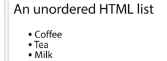 An unordered HTML list
• Coffee
• Tea
• Milk